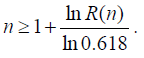 n ≥ 1 + ln R(n) / ln 0.618 .